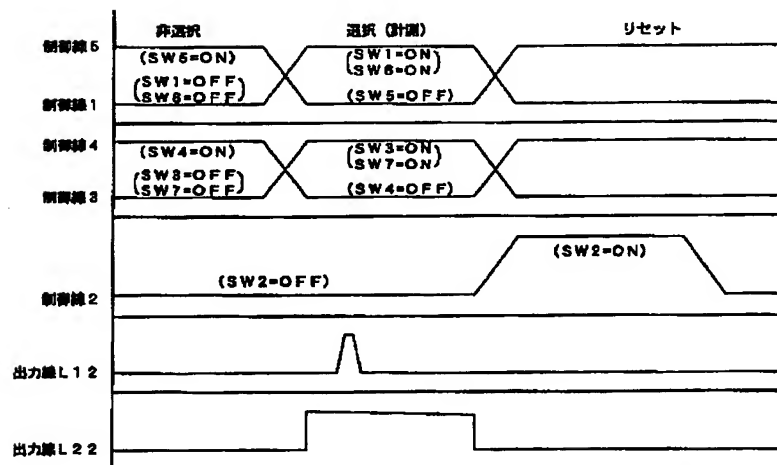 非選択 選択(計測) リセット
制御線5
(SW5=ON) (SW1=ON
SW6=ON)
(SW1=OFF
SW6=OFF) (SW5=OFF)
制御線1
制御線4
(SW4=ON) (SW3=ON
SW7=ON)
(SW3=OFF
SW7=OFF) (SW4=OFF)
制御線3
(SW2=ON)
(SW2=OFF)
制御線2
出力線L12
出力線L22